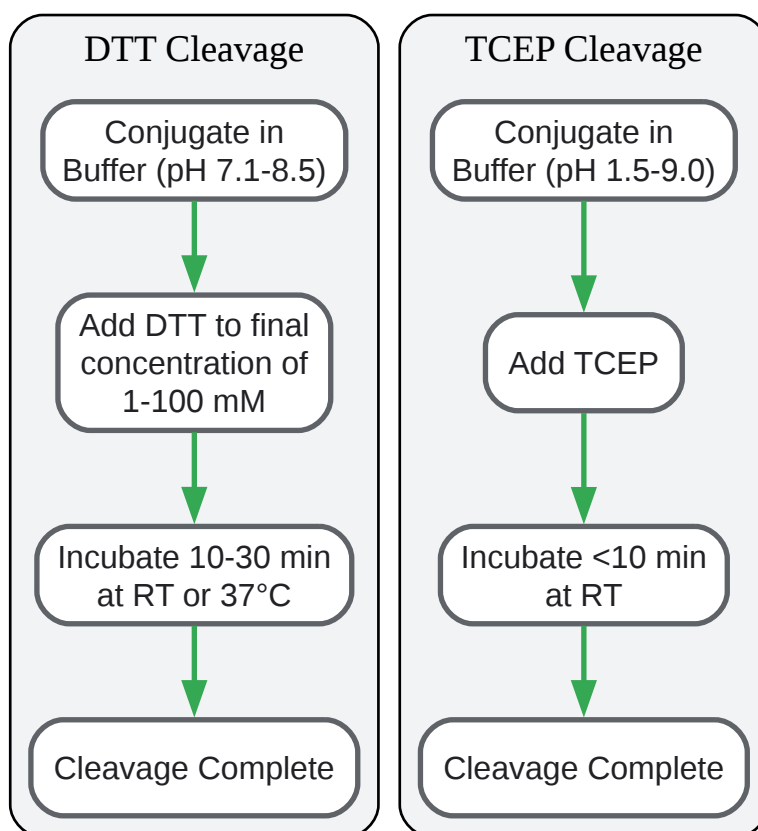 DTT Cleavage
Conjugate in
Buffer (pH 7.1-8.5)
Add DTT to final
concentration of
1-100 mM
Incubate 10-30 min
at RT or 37°C
Cleavage Complete
TCEP Cleavage
Conjugate in
Buffer (pH 1.5-9.0)
Add TCEP
Incubate <10 min
at RT
Cleavage Complete